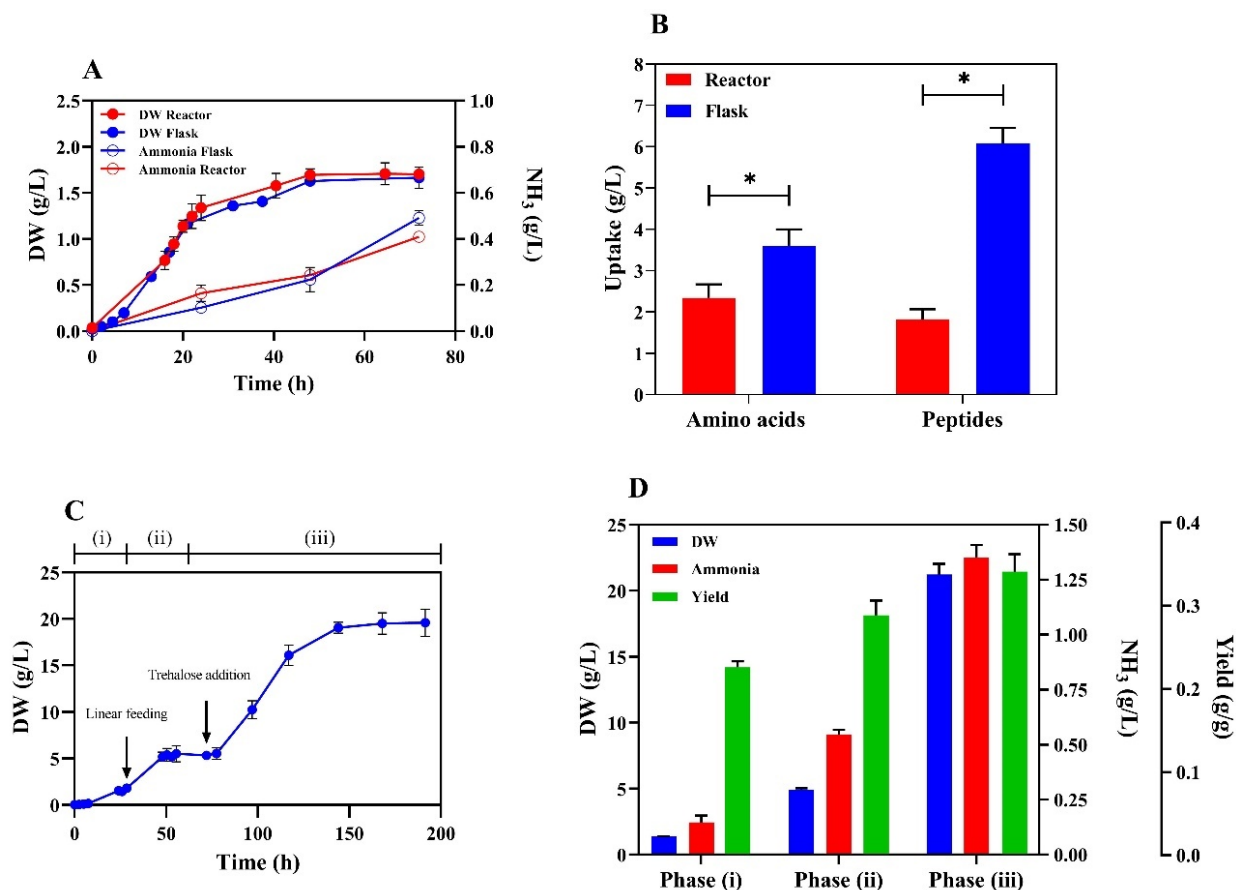 A
DW (g/L)
2.5
2.0
1.5
1.0
0.5
0.0
DW Reactor
DW Flask
Ammonia Flask
Ammonia Reactor
1.0
0.8
0.6
0.4
0.2
0.0
NH3 (g/L)
0 20 40 60 80
Time (h)
B
Uptake (g/L)
8
7
6
5
4
3
2
1
0
Reactor
Flask
*
*
Amino acids Peptides
C
(i) (ii) (iii)
DW (g/L)
25
20
15
10
5
0
Trehalose addition
Linear feeding
0 50 100 150 200
Time (h)
D
DW (g/L)
25
20
15
10
5
0
DW
Ammonia
Yield
1.50
1.25
1.00
0.75
0.50
0.25
0.00
NH3 (g/L)
0.4
0.3
0.2
0.1
0.0
Yield (g/g)
Phase (i) Phase (ii) Phase (iii)